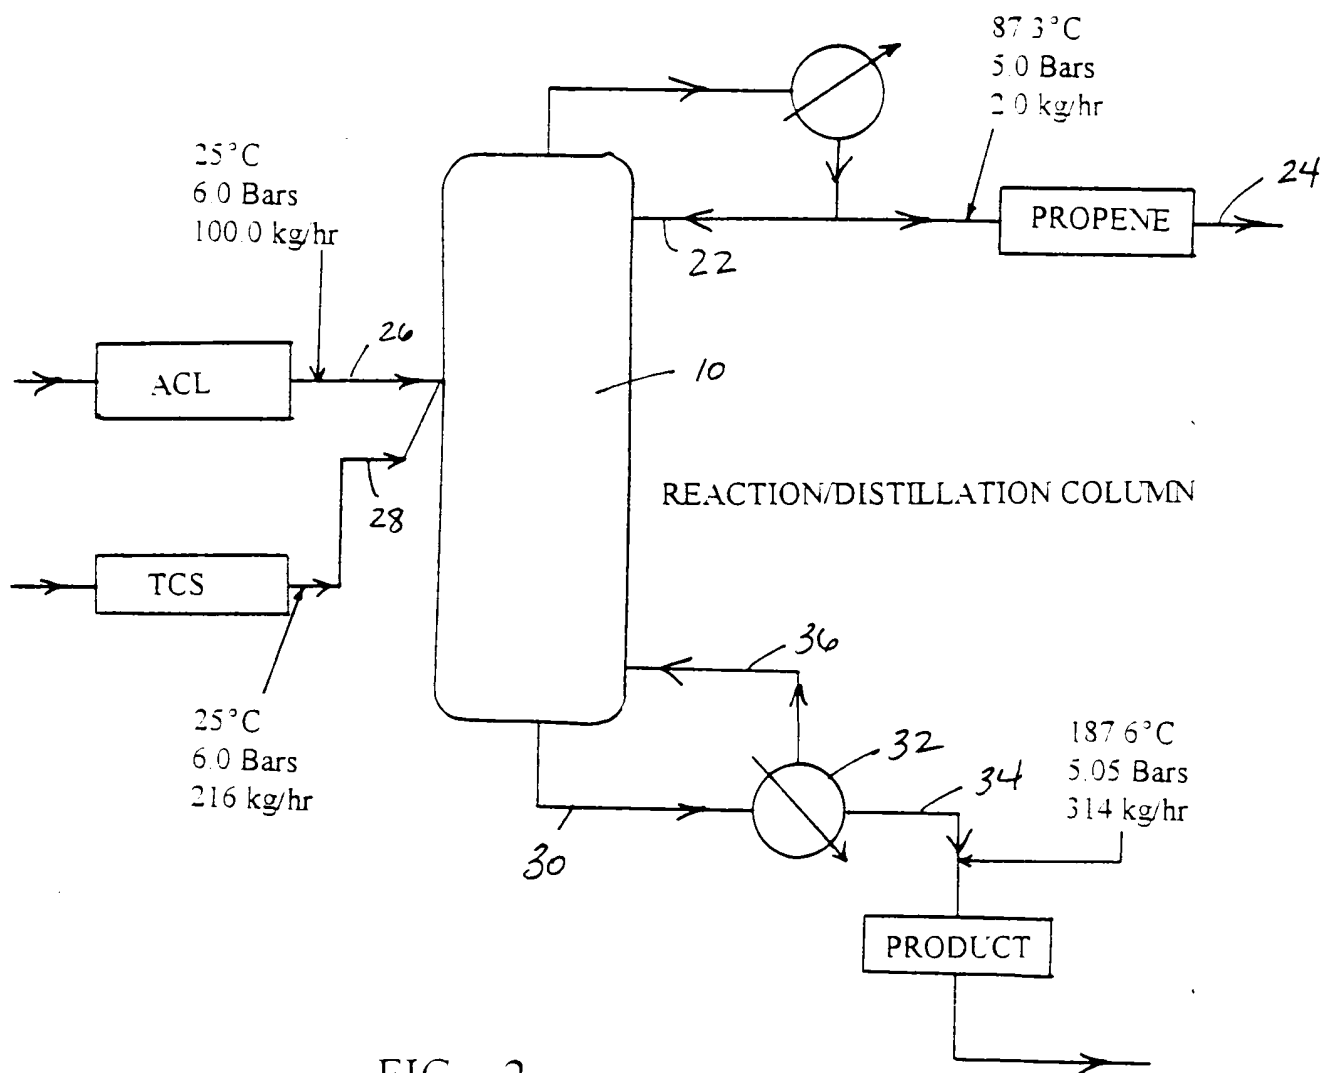 87.3°C
5.0 Bars
2.0 kg/hr
25°C
6.0 Bars
100.0 kg/hr
24
PROPENE
22
26
ACL
10
28
REACTION/DISTILLATION COLUMN
TCS
36
25°C
6.0 Bars
216 kg/hr
32
34
187.6°C
5.05 Bars
314 kg/hr
30
PRODUCT
FIG. 2